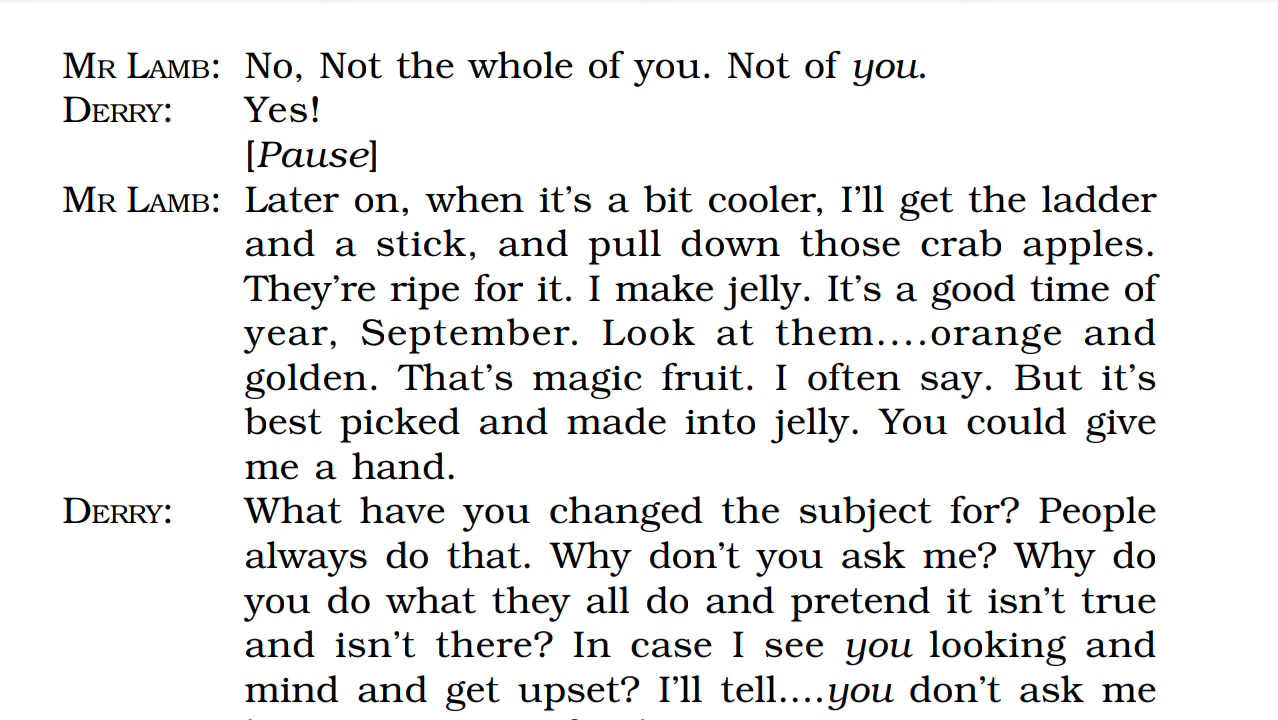 MR LAMB: No, Not the whole of you. Not of you.
DERRY: Yes!
[Pause]
MR LAMB: Later on, when it's a bit cooler, I'll get the ladder
and a stick, and pull down those crab apples.
They're ripe for it. I make jelly. It's a good time of
year, September. Look at them....orange and
golden. That's magic fruit. I often say. But it's
best picked and made into jelly. You could give
me a hand.
DERRY: What have you changed the subject for? People
always do that. Why don't you ask me? Why do
you do what they all do and pretend it isn't true
and isn't there? In case I see you looking and
mind and get upset? I'll tell....you don't ask me